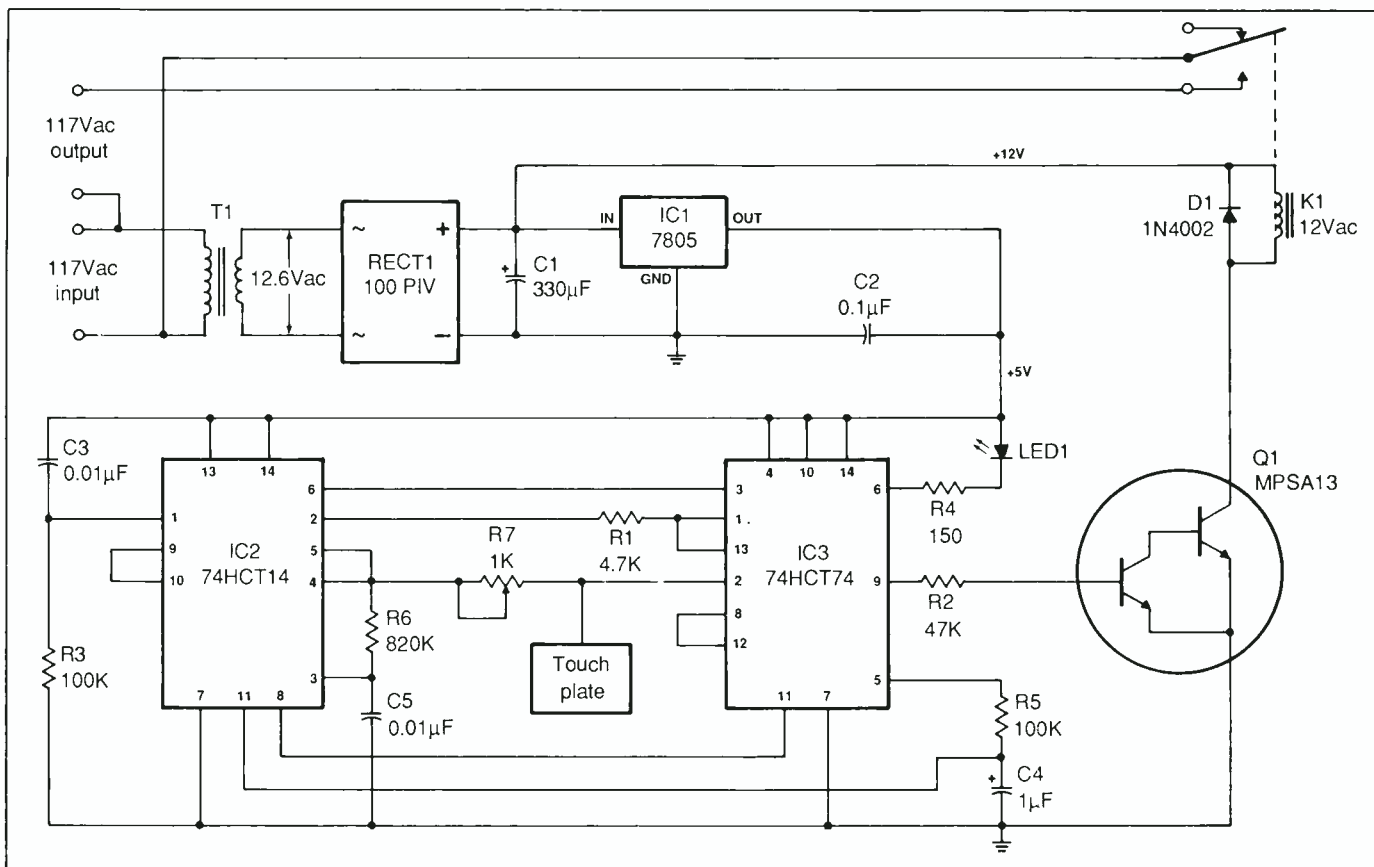 117Vac
output
117Vac
input
T1
12.6Vac
~
~
+
−
RECT1
100 PIV
+
C1
330µF
IN
IC1
7805
OUT
GND
C2
0.1µF
+12V
D1
1N4002
K1
12Vac
+5V
C3
0.01µF
R3
100K
13
14
1
9
10
IC2
74HCT14
6
2
5
4
3
7
11
8
R7
1K
R1
4.7K
R6
820K
C5
0.01µF
Touch
plate
4
10
14
3
1 .
13
2
8
12
IC3
74HCT74
6
9
5
11
7
LED1
R4
150
R2
47K
R5
100K
+
C4
1µF
Q1
MPSA13